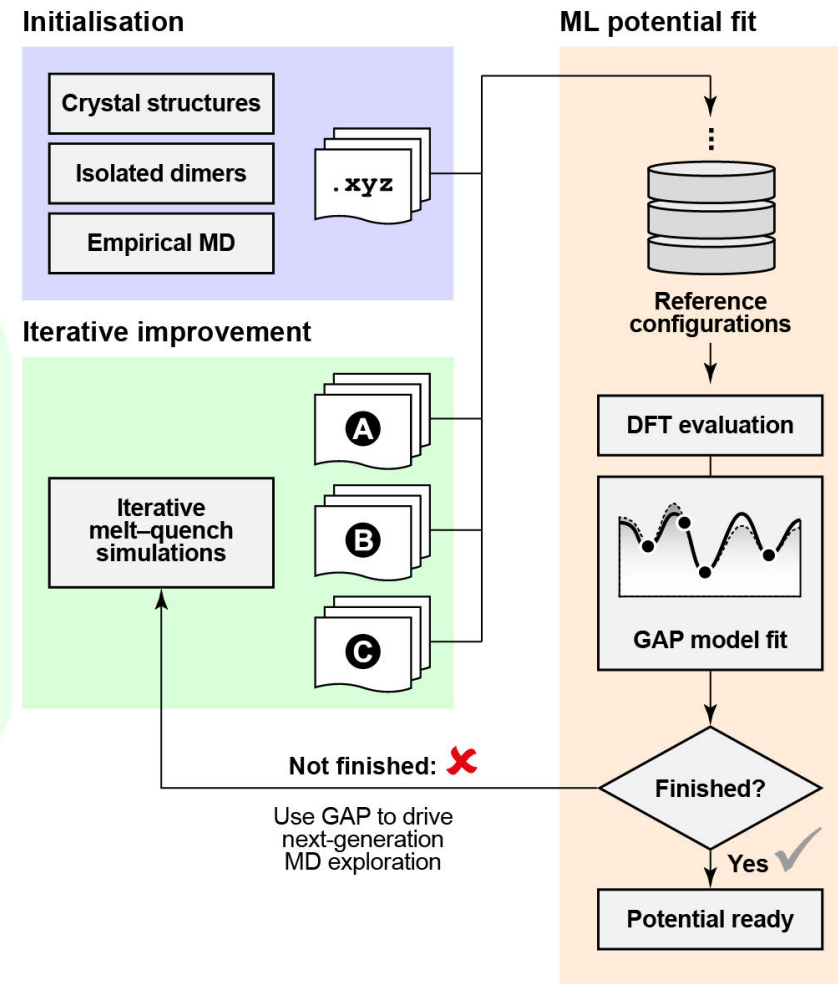 Initialisation
Crystal structures
Isolated dimers
Empirical MD
.xyz
Iterative improvement
Iterative
melt–quench
simulations
A
B
C
ML potential fit
Reference
configurations
DFT evaluation
GAP model fit
Finished?
Not finished:
Use GAP to drive
next-generation
MD exploration
Yes
Potential ready